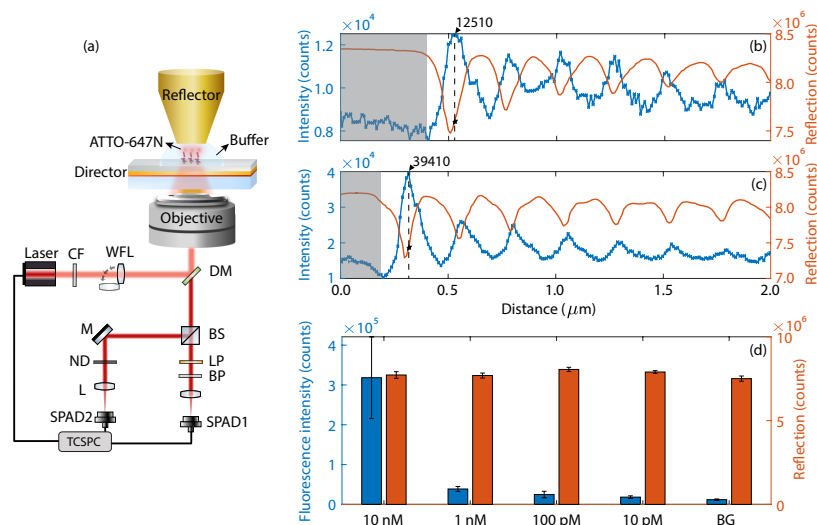 (a)
Reflector
ATTO-647N
Buffer
Director
Objective
Laser
CF
WFL
DM
M
BS
ND
LP
BP
L
SPAD2
SPAD1
TCSPC
×10⁴
12510
×10⁶
(b)
1.2
1.0
0.8
8.5
8.0
7.5
Intensity (counts)
Reflection (counts)
×10⁴
39410
×10⁶
(c)
4
3
2
1
8.5
8.0
7.5
7.0
Intensity (counts)
Reflection (counts)
0.0 0.5 1.0 1.5 2.0
Distance (μm)
×10⁵
×10⁶
(d)
4
3
2
1
0
10
5
0
Fluorescence intensity (counts)
Reflection (counts)
10 nM 1 nM 100 pM 10 pM BG